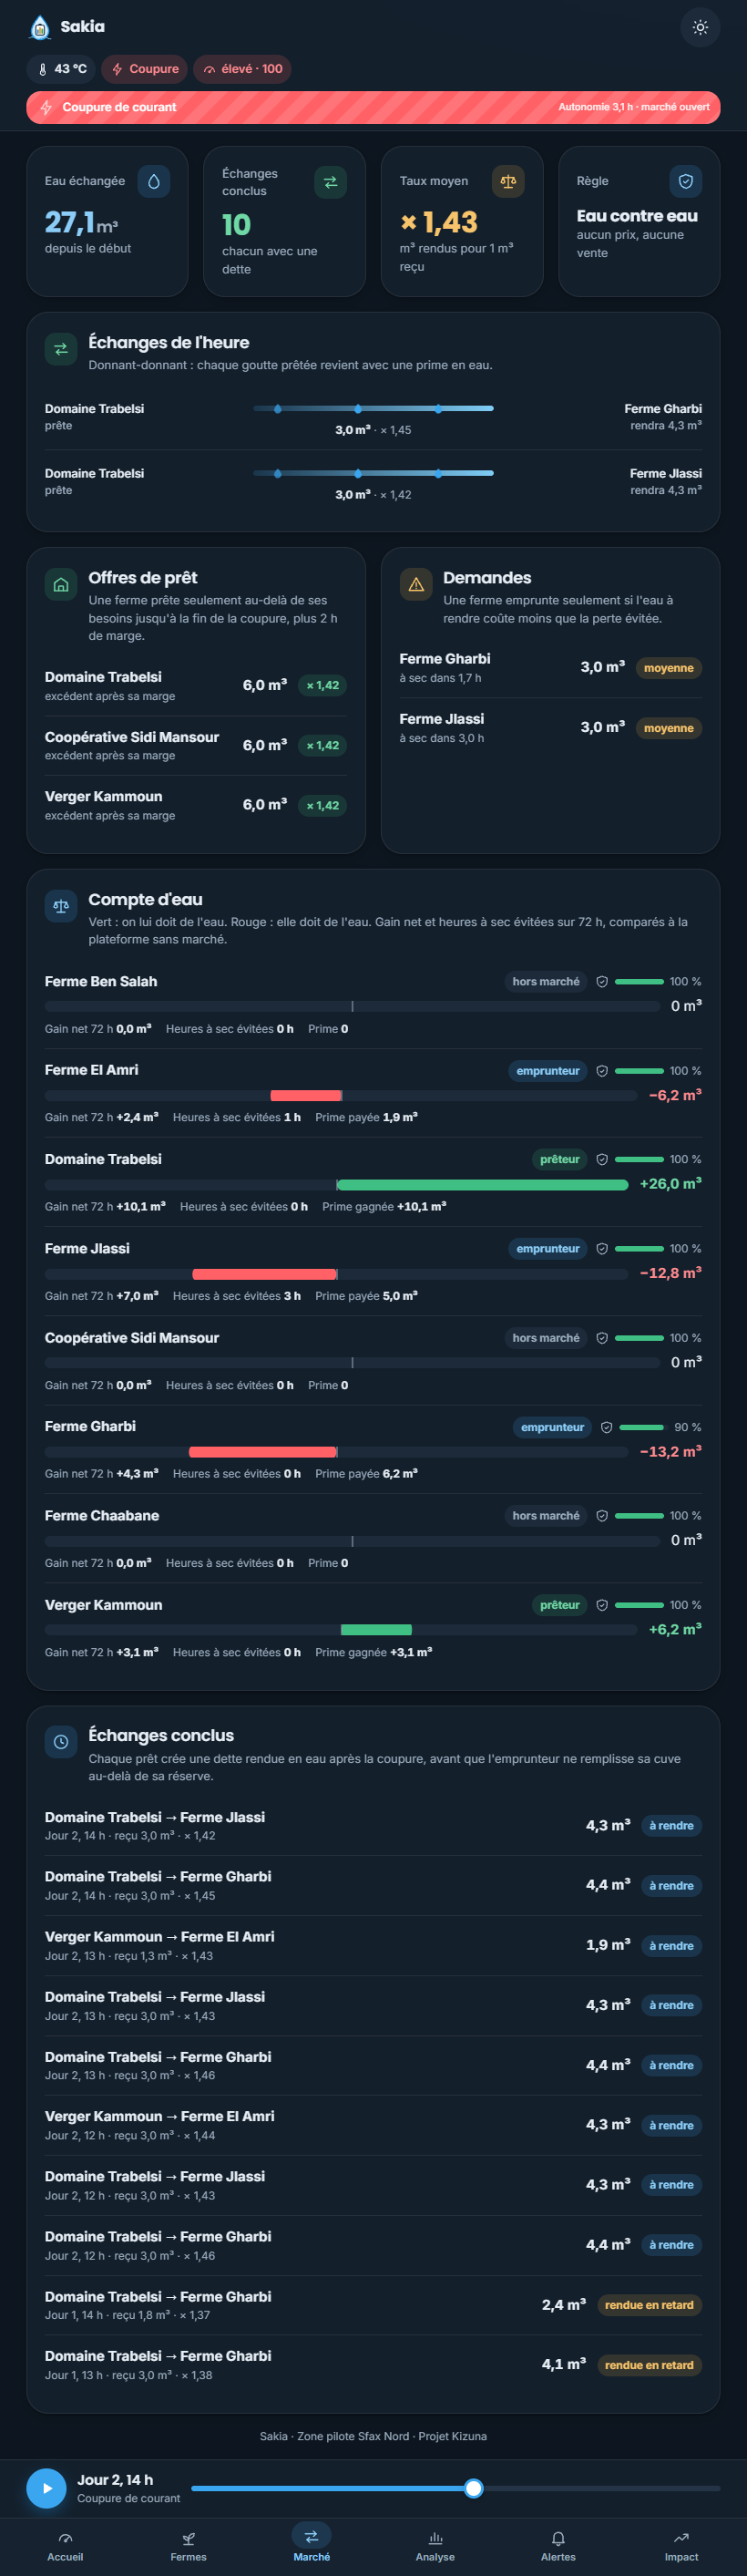 Sakia
43 °C
Coupure
élevé · 100
Coupure de courant
Autonomie 3,1 h · marché ouvert
Eau échangée
27,1 m³
depuis le début
Échanges
conclus
10
chacun avec une
dette
Taux moyen
× 1,43
m³ rendus pour 1 m³
reçu
Règle
Eau contre eau
aucun prix, aucune
vente
Échanges de l'heure
Donnant-donnant : chaque goutte prêtée revient avec une prime en eau.
Domaine Trabelsi
prête
3,0 m³ · × 1,45
Ferme Gharbi
rendra 4,3 m³
Domaine Trabelsi
prête
3,0 m³ · × 1,42
Ferme Jlassi
rendra 4,3 m³
Offres de prêt
Une ferme prête seulement au-delà de ses
besoins jusqu'à la fin de la coupure, plus 2 h
de marge.
Domaine Trabelsi
excédent après sa marge
6,0 m³
× 1,42
Coopérative Sidi Mansour
excédent après sa marge
6,0 m³
× 1,42
Verger Kammoun
excédent après sa marge
6,0 m³
× 1,42
Demandes
Une ferme emprunte seulement si l'eau à
rendre coûte moins que la perte évitée.
Ferme Gharbi
à sec dans 1,7 h
3,0 m³
moyenne
Ferme Jlassi
à sec dans 3,0 h
3,0 m³
moyenne
Compte d'eau
Vert : on lui doit de l'eau. Rouge : elle doit de l'eau. Gain net et heures à sec évitées sur 72 h, comparés à la
plateforme sans marché.
Ferme Ben Salah
hors marché
100 %
0 m³
Gain net 72 h 0,0 m³ Heures à sec évitées 0 h Prime 0
Ferme El Amri
emprunteur
100 %
−6,2 m³
Gain net 72 h +2,4 m³ Heures à sec évitées 1 h Prime payée 1,9 m³
Domaine Trabelsi
prêteur
100 %
+26,0 m³
Gain net 72 h +10,1 m³ Heures à sec évitées 0 h Prime gagnée +10,1 m³
Ferme Jlassi
emprunteur
100 %
−12,8 m³
Gain net 72 h +7,0 m³ Heures à sec évitées 3 h Prime payée 5,0 m³
Coopérative Sidi Mansour
hors marché
100 %
0 m³
Gain net 72 h 0,0 m³ Heures à sec évitées 0 h Prime 0
Ferme Gharbi
emprunteur
90 %
−13,2 m³
Gain net 72 h +4,3 m³ Heures à sec évitées 0 h Prime payée 6,2 m³
Ferme Chaabane
hors marché
100 %
0 m³
Gain net 72 h 0,0 m³ Heures à sec évitées 0 h Prime 0
Verger Kammoun
prêteur
100 %
+6,2 m³
Gain net 72 h +3,1 m³ Heures à sec évitées 0 h Prime gagnée +3,1 m³
Échanges conclus
Chaque prêt crée une dette rendue en eau après la coupure, avant que l'emprunteur ne remplisse sa cuve
au-delà de sa réserve.
Domaine Trabelsi → Ferme Jlassi
Jour 2, 14 h · reçu 3,0 m³ · × 1,42
4,3 m³
à rendre
Domaine Trabelsi → Ferme Gharbi
Jour 2, 14 h · reçu 3,0 m³ · × 1,45
4,4 m³
à rendre
Verger Kammoun → Ferme El Amri
Jour 2, 13 h · reçu 1,3 m³ · × 1,43
1,9 m³
à rendre
Domaine Trabelsi → Ferme Jlassi
Jour 2, 13 h · reçu 3,0 m³ · × 1,43
4,3 m³
à rendre
Domaine Trabelsi → Ferme Gharbi
Jour 2, 13 h · reçu 3,0 m³ · × 1,46
4,4 m³
à rendre
Verger Kammoun → Ferme El Amri
Jour 2, 12 h · reçu 3,0 m³ · × 1,44
4,3 m³
à rendre
Domaine Trabelsi → Ferme Jlassi
Jour 2, 12 h · reçu 3,0 m³ · × 1,43
4,3 m³
à rendre
Domaine Trabelsi → Ferme Gharbi
Jour 2, 12 h · reçu 3,0 m³ · × 1,46
4,4 m³
à rendre
Domaine Trabelsi → Ferme Gharbi
Jour 1, 14 h · reçu 1,8 m³ · × 1,37
2,4 m³
rendue en retard
Domaine Trabelsi → Ferme Gharbi
Jour 1, 13 h · reçu 3,0 m³ · × 1,38
4,1 m³
rendue en retard
Sakia · Zone pilote Sfax Nord · Projet Kizuna
Jour 2, 14 h
Coupure de courant
Accueil
Fermes
Marché
Analyse
Alertes
Impact